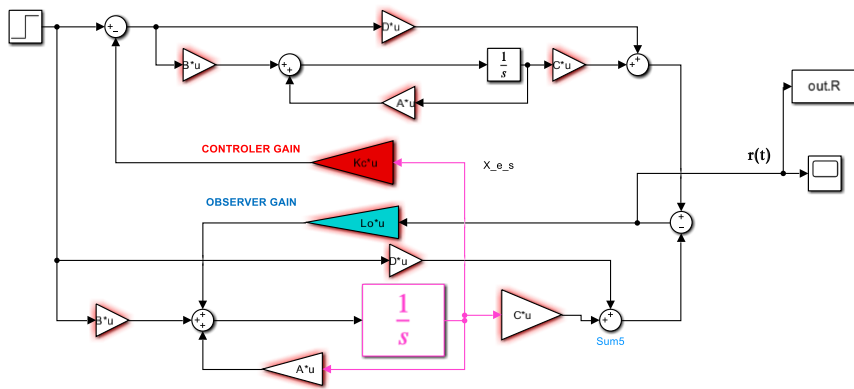 +
−
D*u
B*u
+
+
1
s
C*u
+
+
A*u
out.R
CONTROLER GAIN
Kc*u
X_e_s
r(t)
OBSERVER GAIN
Lo*u
+
−
D*u
B*u
+
+
+
1
s
C*u
+
+
Sum5
A*u